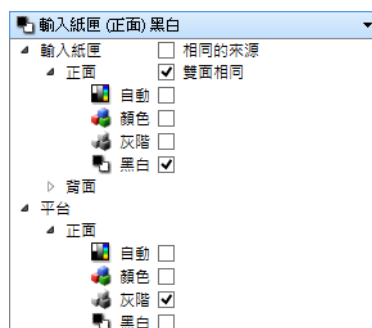 輸入紙匣 (正面) 黑白
輸入紙匣 相同的來源
正面 雙面相同
自動
顏色
灰階
黑白
背面
平台
正面
自動
顏色
灰階
黑白